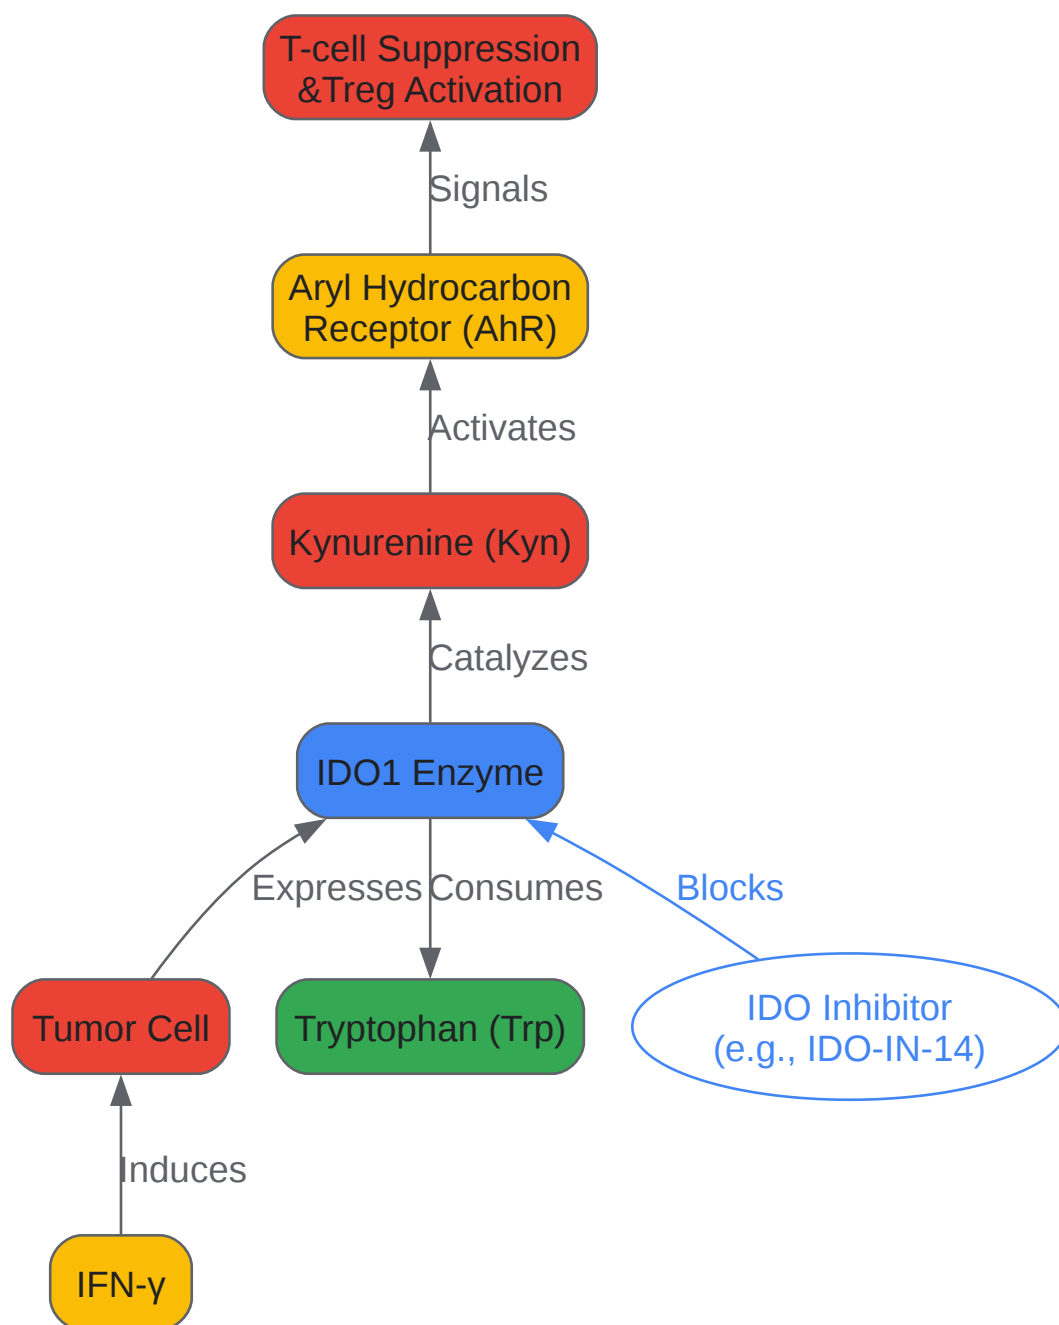 T-cell Suppression
&Treg Activation
Signals
Aryl Hydrocarbon
Receptor (AhR)
Activates
Kynurenine (Kyn)
Catalyzes
IDO1 Enzyme
Expresses
Consumes
Blocks
Tumor Cell
Tryptophan (Trp)
IDO Inhibitor
(e.g., IDO-IN-14)
Induces
IFN-γ